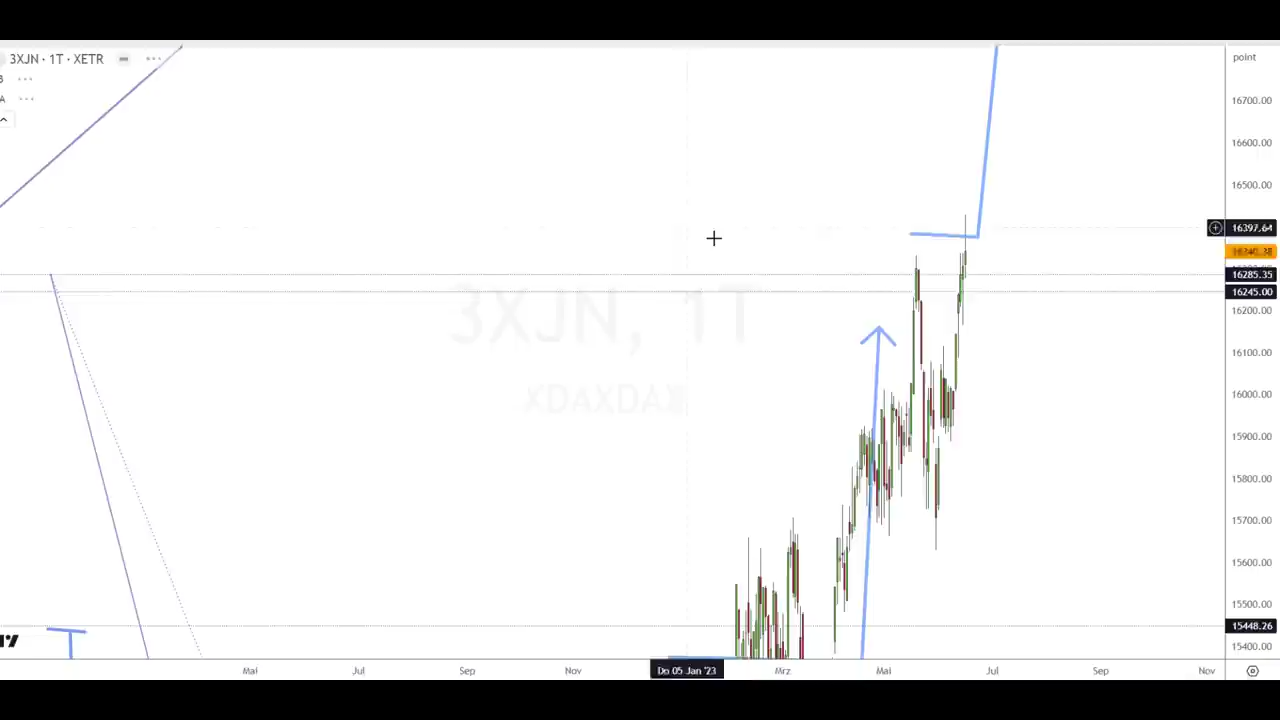 3XJN · 1T · XETR
B
A
point
16700.00
16600.00
16500.00
16397.64
16340.38
16285.35
16245.00
16200.00
16100.00
16000.00
15900.00
15800.00
15700.00
15600.00
15500.00
15448.26
15400.00
3XJN, 1T
XDAXDAX
Mai
Jul
Sep
Nov
Do 05 Jan '23
Mrz
Mai
Jul
Sep
Nov